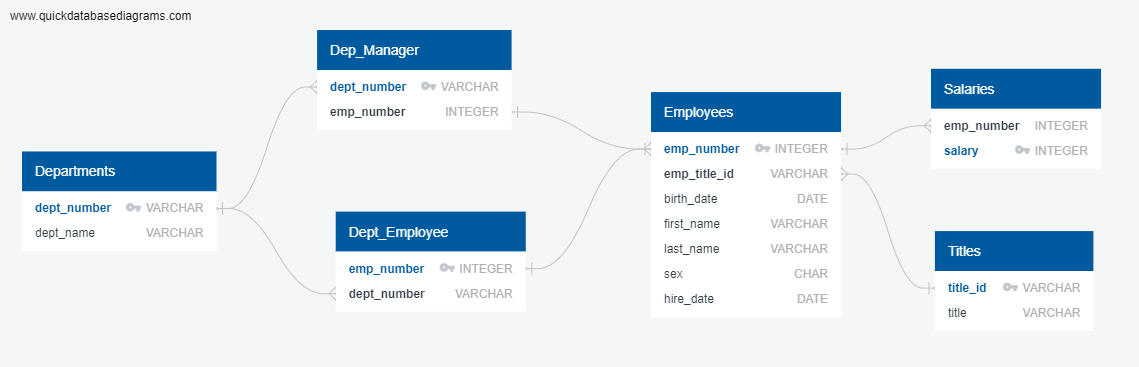 www.quickdatabasediagrams.com
Dep_Manager
dept_number VARCHAR
emp_number INTEGER
Departments
dept_number VARCHAR
dept_name VARCHAR
Dept_Employee
emp_number INTEGER
dept_number VARCHAR
Employees
emp_number INTEGER
emp_title_id VARCHAR
birth_date DATE
first_name VARCHAR
last_name VARCHAR
sex CHAR
hire_date DATE
Salaries
emp_number INTEGER
salary INTEGER
Titles
title_id VARCHAR
title VARCHAR